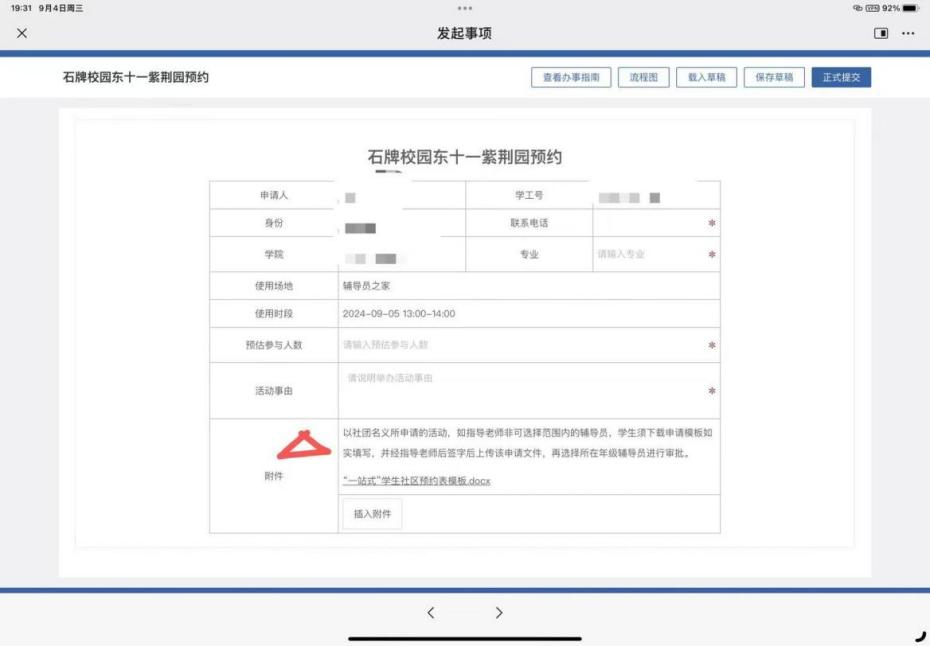 19:31 9月4日周三
VPN 92%
发起事项
石牌校园东十一紫荆园预约
查看办事指南 流程图 载入草稿 保存草稿 正式提交
石牌校园东十一紫荆园预约
申请人 学工号
身份 联系电话 *
学院 专业 请输入专业 *
使用场地 辅导员之家
使用时段 2024-09-05 13:00-14:00
预估参与人数 请输入预估参与人数 *
活动事由 请说明举办活动事由 *
附件
以社团名义所申请的活动，如指导老师非可选择范围内的辅导员，学生须下载申请模板如
实填写，并经指导老师后签字后上传该申请文件，再选择所在年级辅导员进行审批。
“一站式”学生社区预约表模板.docx
插入附件